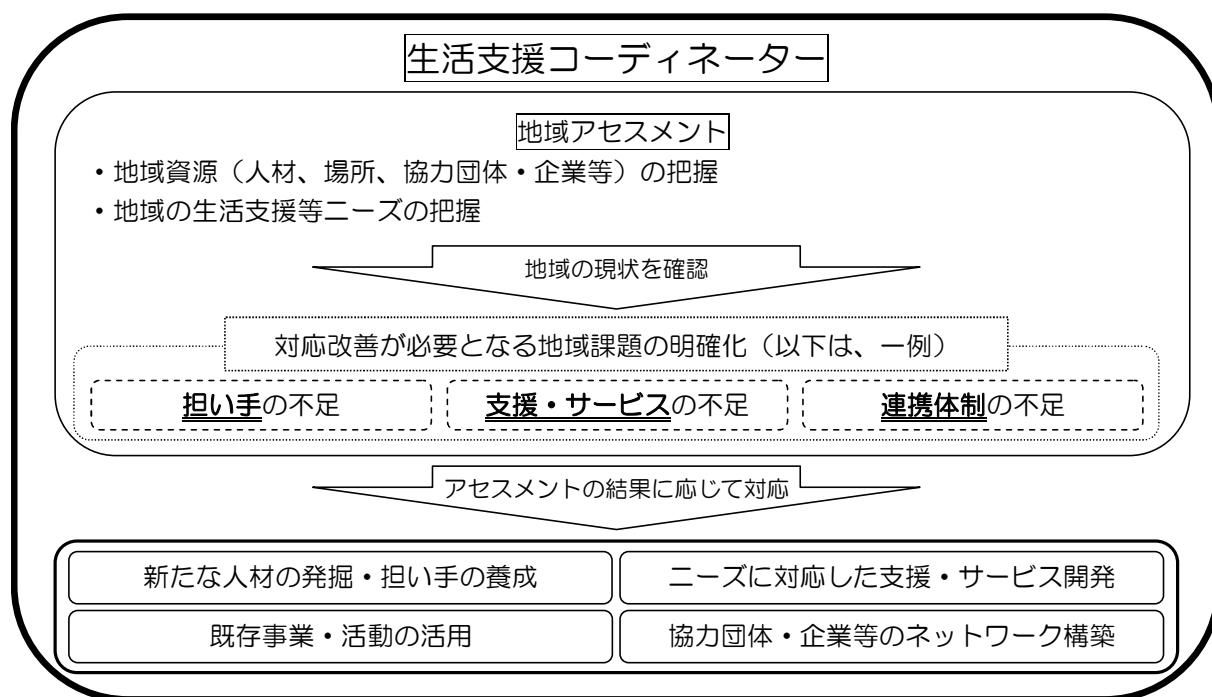 生活支援コーディネーター
地域アセスメント
・地域資源（人材、場所、協力団体・企業等）の把握
・地域の生活支援等ニーズの把握
地域の現状を確認
対応改善が必要となる地域課題の明確化（以下は、一例）
担い手の不足
支援・サービスの不足
連携体制の不足
アセスメントの結果に応じて対応
新たな人材の発掘・担い手の養成
ニーズに対応した支援・サービス開発
既存事業・活動の活用
協力団体・企業等のネットワーク構築